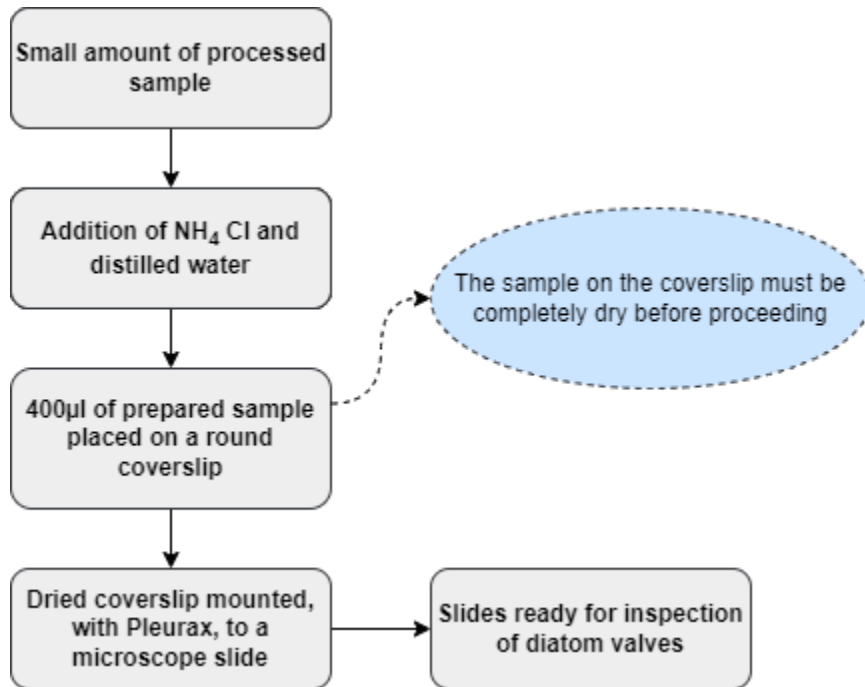 Small amount of processed
sample
Addition of NH₄ Cl and
distilled water
The sample on the coverslip must be
completely dry before proceeding
400µl of prepared sample
placed on a round
coverslip
Dried coverslip mounted,
with Pleurax, to a
microscope slide
Slides ready for inspection
of diatom valves